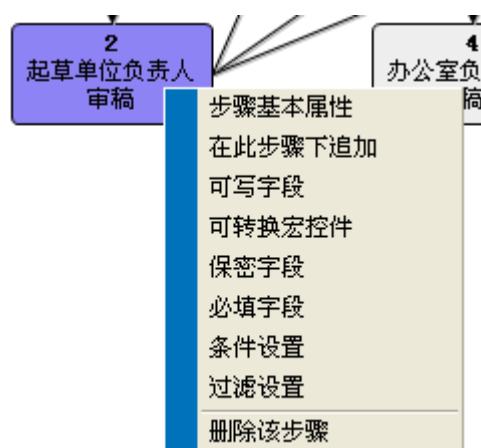 2
起草单位负责人
审稿
4
办公室负
稿
步骤基本属性
在此步骤下追加
可写字段
可转换宏控件
保密字段
必填字段
条件设置
过滤设置
删除该步骤